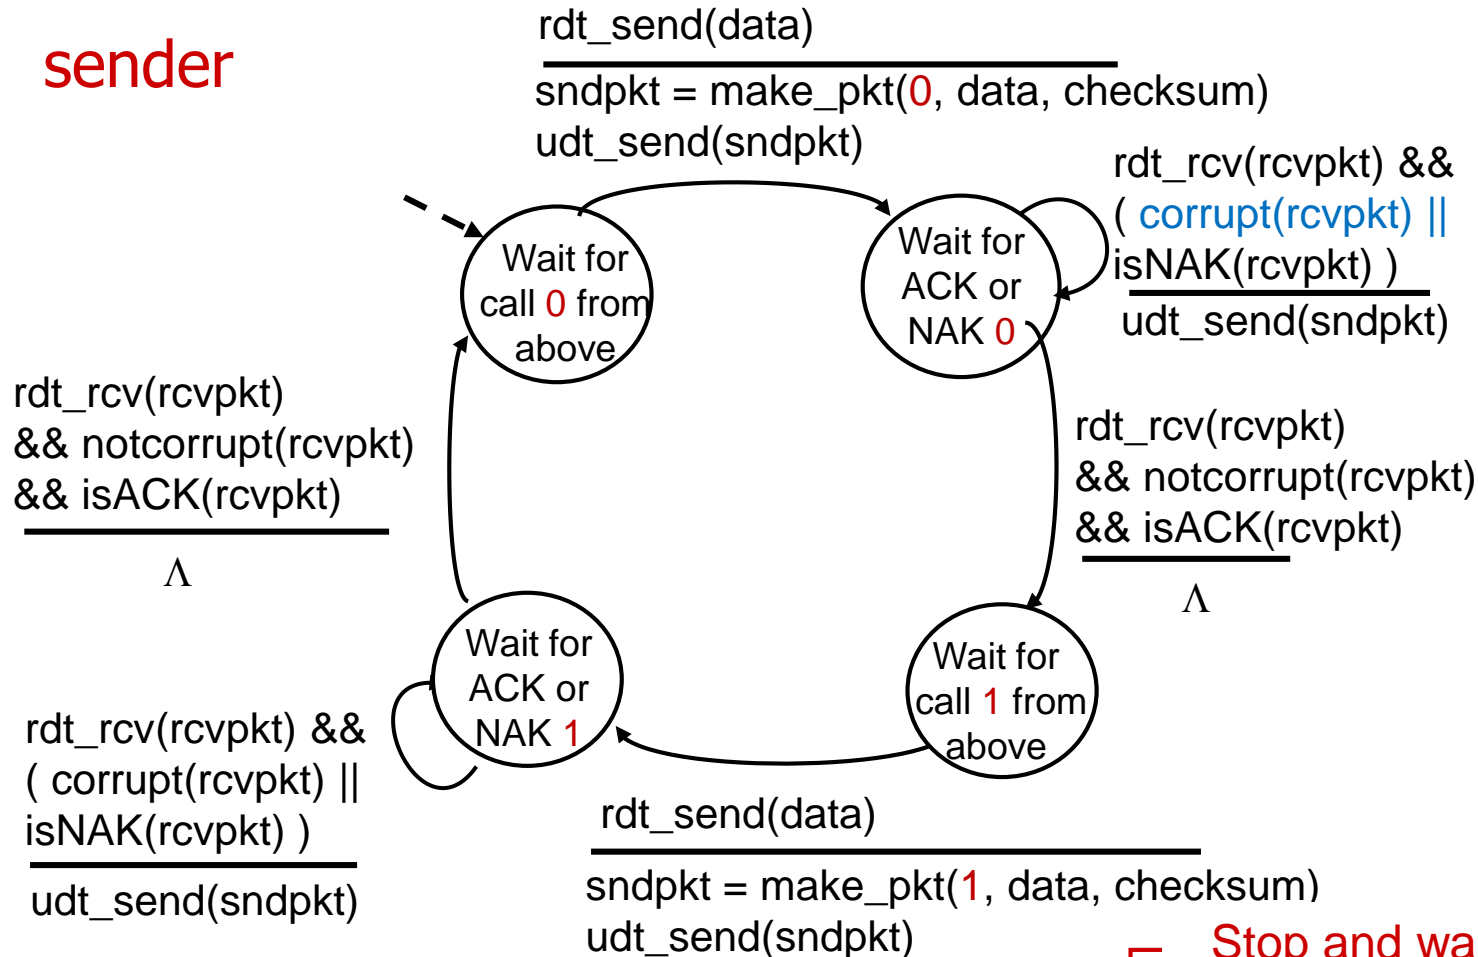 sender
rdt_send(data)
sndpkt = make_pkt(0, data, checksum)
udt_send(sndpkt)
rdt_rcv(rcvpkt) &&
( corrupt(rcvpkt) ||
isNAK(rcvpkt) )
udt_send(sndpkt)
Wait for
call 0 from
above
Wait for
ACK or
NAK 0
rdt_rcv(rcvpkt)
&& notcorrupt(rcvpkt)
&& isACK(rcvpkt)
Λ
rdt_rcv(rcvpkt)
&& notcorrupt(rcvpkt)
&& isACK(rcvpkt)
Λ
Wait for
ACK or
NAK 1
Wait for
call 1 from
above
rdt_rcv(rcvpkt) &&
( corrupt(rcvpkt) ||
isNAK(rcvpkt) )
udt_send(sndpkt)
rdt_send(data)
sndpkt = make_pkt(1, data, checksum)
udt_send(sndpkt)
Stop and wa